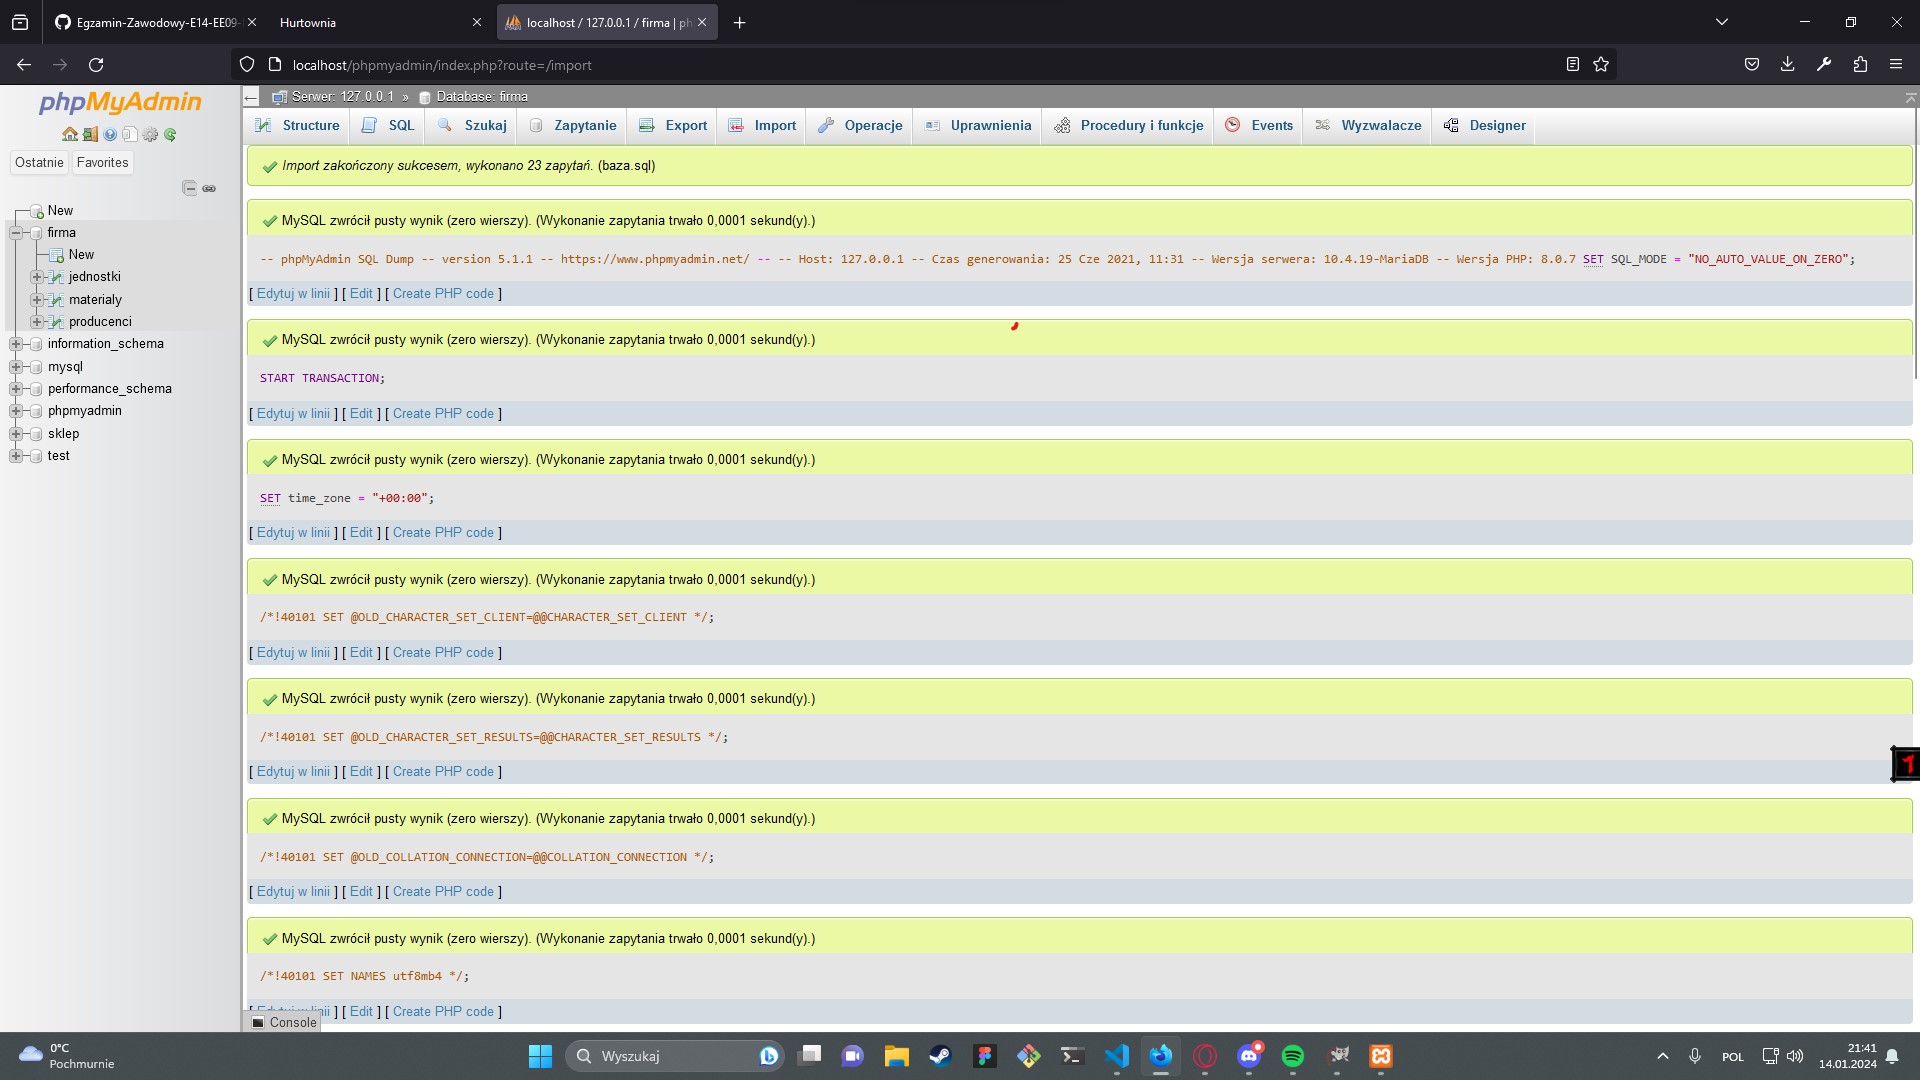 Egzamin-Zawodowy-E14-EE09-
Hurtownia
localhost / 127.0.0.1 / firma | ph
localhost/phpmyadmin/index.php?route=/import
phpMyAdmin
Ostatnie
Favorites
New
firma
New
jednostki
materialy
producenci
information_schema
mysql
performance_schema
phpmyadmin
sklep
test
Serwer: 127.0.0.1 » Database: firma
Structure SQL Szukaj Zapytanie Export Import Operacje Uprawnienia Procedury i funkcje Events Wyzwalacze Designer
Import zakończony sukcesem, wykonano 23 zapytań. (baza.sql)
MySQL zwrócił pusty wynik (zero wierszy). (Wykonanie zapytania trwało 0,0001 sekund(y).)
-- phpMyAdmin SQL Dump -- version 5.1.1 -- https://www.phpmyadmin.net/ -- -- Host: 127.0.0.1 -- Czas generowania: 25 Cze 2021, 11:31 -- Wersja serwera: 10.4.19-MariaDB -- Wersja PHP: 8.0.7 SET SQL_MODE = "NO_AUTO_VALUE_ON_ZERO";
[ Edytuj w linii ] [ Edit ] [ Create PHP code ]
MySQL zwrócił pusty wynik (zero wierszy). (Wykonanie zapytania trwało 0,0001 sekund(y).)
START TRANSACTION;
[ Edytuj w linii ] [ Edit ] [ Create PHP code ]
MySQL zwrócił pusty wynik (zero wierszy). (Wykonanie zapytania trwało 0,0001 sekund(y).)
SET time_zone = "+00:00";
[ Edytuj w linii ] [ Edit ] [ Create PHP code ]
MySQL zwrócił pusty wynik (zero wierszy). (Wykonanie zapytania trwało 0,0001 sekund(y).)
/*!40101 SET @OLD_CHARACTER_SET_CLIENT=@@CHARACTER_SET_CLIENT */;
[ Edytuj w linii ] [ Edit ] [ Create PHP code ]
MySQL zwrócił pusty wynik (zero wierszy). (Wykonanie zapytania trwało 0,0001 sekund(y).)
/*!40101 SET @OLD_CHARACTER_SET_RESULTS=@@CHARACTER_SET_RESULTS */;
[ Edytuj w linii ] [ Edit ] [ Create PHP code ]
MySQL zwrócił pusty wynik (zero wierszy). (Wykonanie zapytania trwało 0,0001 sekund(y).)
/*!40101 SET @OLD_COLLATION_CONNECTION=@@COLLATION_CONNECTION */;
[ Edytuj w linii ] [ Edit ] [ Create PHP code ]
MySQL zwrócił pusty wynik (zero wierszy). (Wykonanie zapytania trwało 0,0001 sekund(y).)
/*!40101 SET NAMES utf8mb4 */;
[ Edytuj w linii ] [ Edit ] [ Create PHP code ]
Console
1
0°C
Pochmurnie
Wyszukaj
POL
21:41
14.01.2024